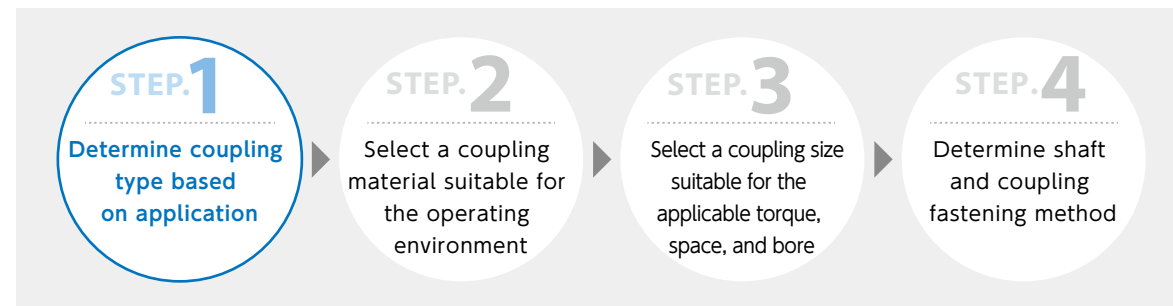 STEP.1
Determine coupling
type based
on application
STEP.2
Select a coupling
material suitable for
the operating
environment
STEP.3
Select a coupling size
suitable for the
applicable torque,
space, and bore
STEP.4
Determine shaft
and coupling
fastening method